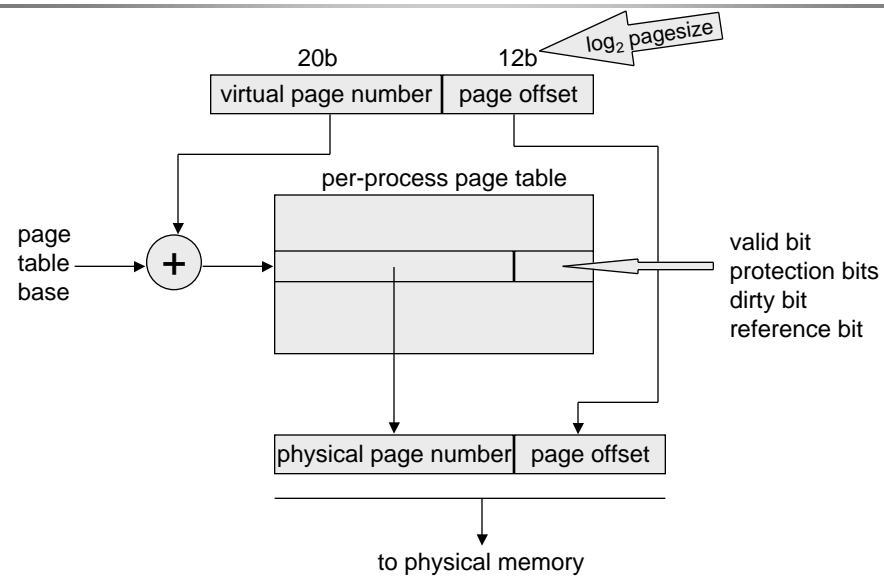 log₂ pagesize
20b
12b
virtual page number
page offset
per-process page table
page
table
base
+
valid bit
protection bits
dirty bit
reference bit
physical page number
page offset
to physical memory